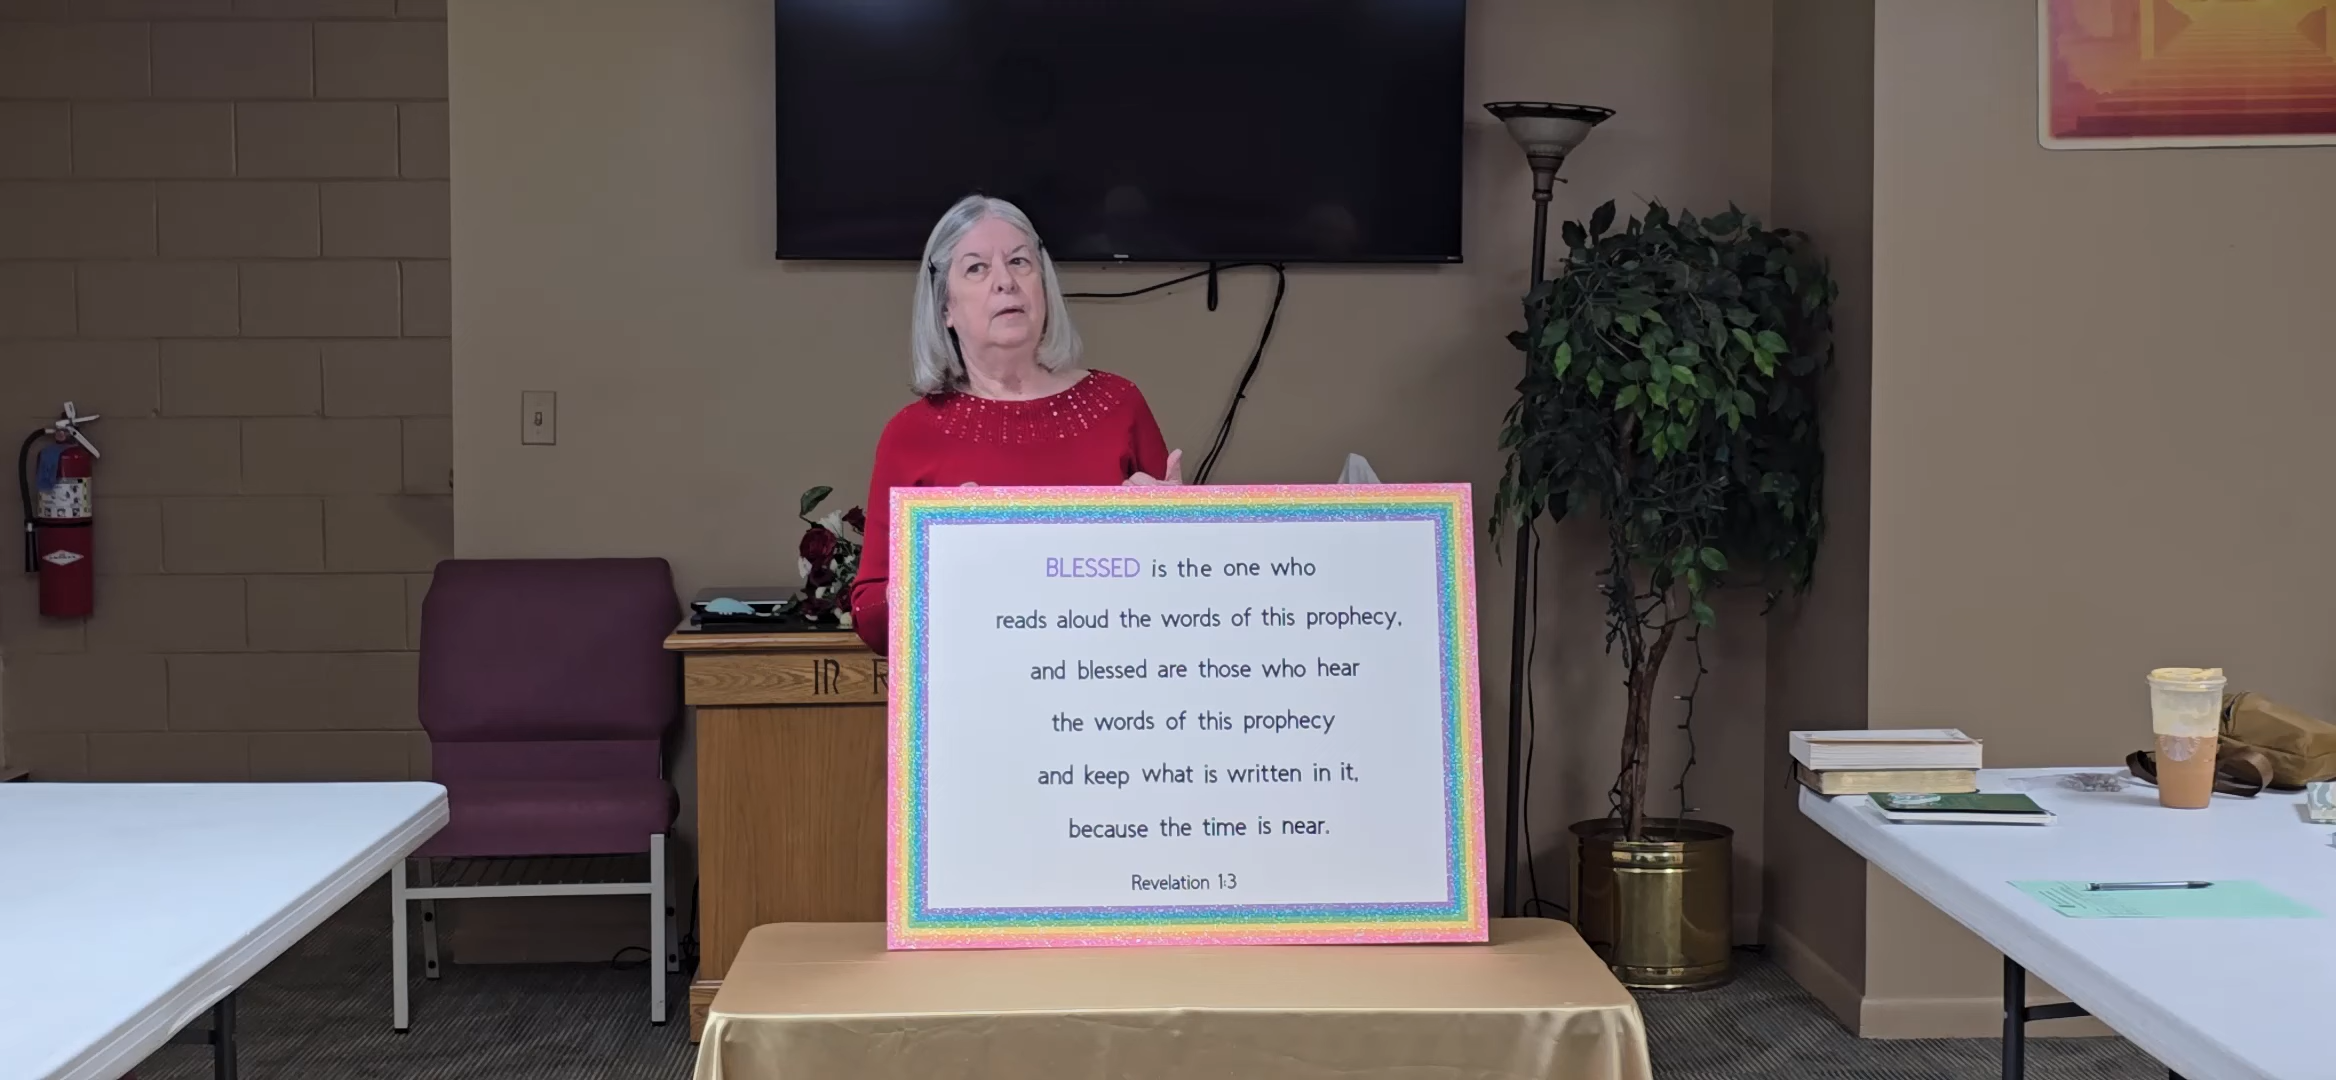 BLESSED is the one who
reads aloud the words of this prophecy,
and blessed are those who hear
the words of this prophecy
and keep what is written in it,
because the time is near.
Revelation 1:3
IN R